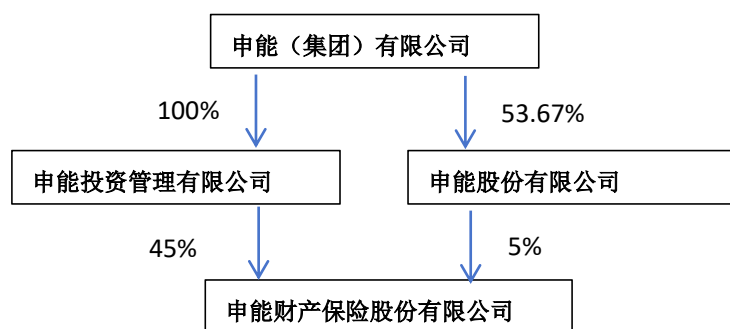 申能（集团）有限公司
100%
53.67%
申能投资管理有限公司
申能股份有限公司
45%
5%
申能财产保险股份有限公司